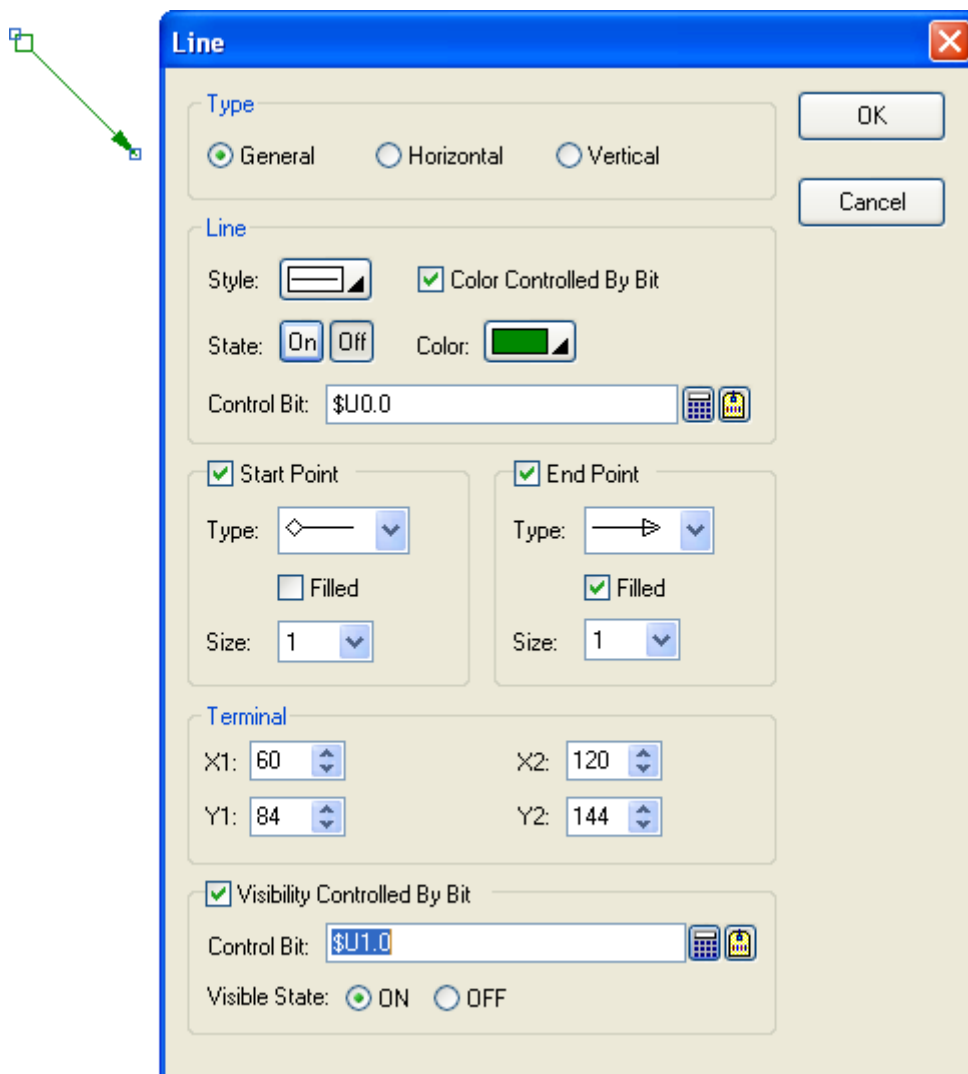 Line
Type
OK
General Horizontal Vertical
Cancel
Line
Style: Color Controlled By Bit
State: On Off Color:
Control Bit: $U0.0
Start Point End Point
Type: Type:
Filled Filled
Size: 1 Size: 1
Terminal
X1: 60 X2: 120
Y1: 84 Y2: 144
Visibility Controlled By Bit
Control Bit: $U1.0
Visible State: ON OFF